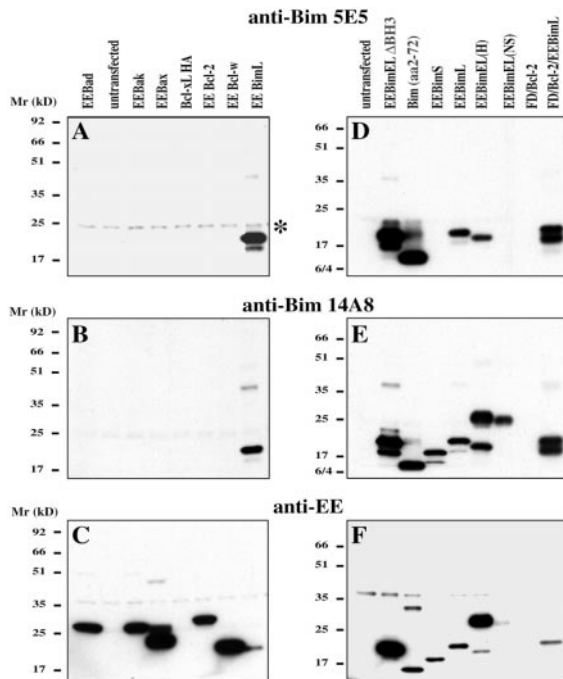 anti-Bim 5E5
Mr (kD)
EEBad
untransfected
EEBak
EEBax
Bcl-xL HA
EE Bcl-2
EE Bcl-w
EE BimL
untransfected
EEBimEL ΔBH3
Bim (aa2-72)
EEBimS
EEBimL
EEBimEL(H)
EEBimEL(NS)
FD/Bcl-2
FD/Bcl-2/EEBimL
A
92
66
51
35
25
17
*
D
66
51
35
25
17
6/4
anti-Bim 14A8
Mr (kD)
B
92
66
51
35
25
17
E
66
51
35
25
17
6/4
anti-EE
Mr (kD)
C
92
66
51
35
25
17
F
66
51
35
25
17